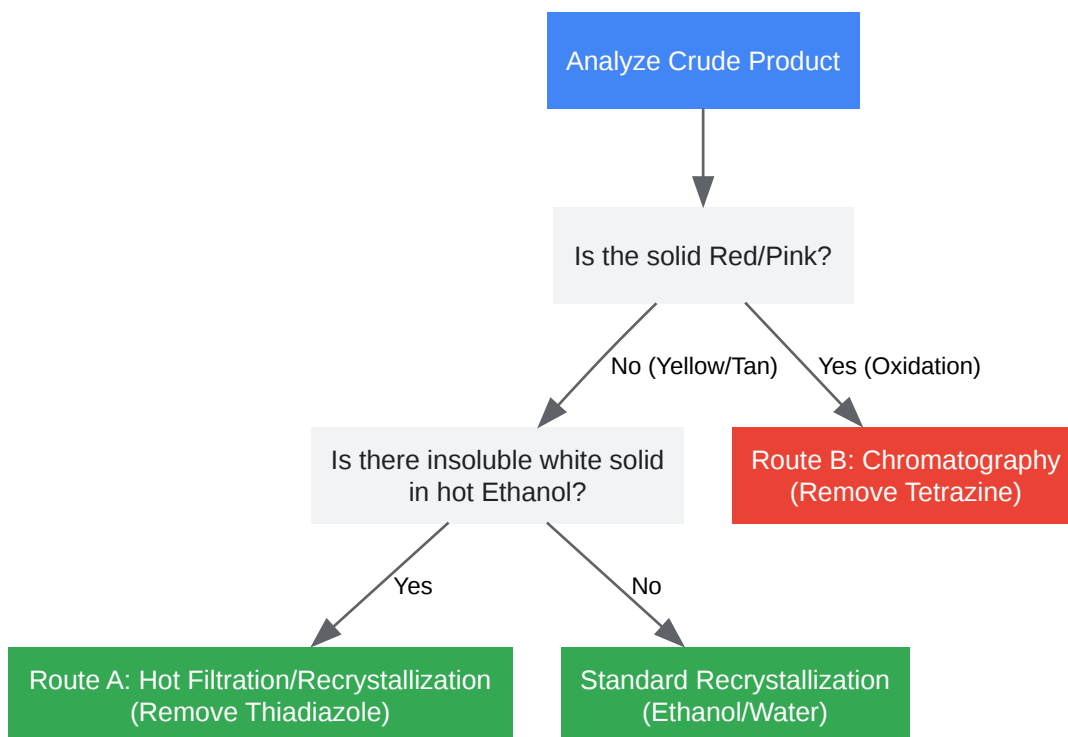 Analyze Crude Product
Is the solid Red/Pink?
No (Yellow/Tan)
Yes (Oxidation)
Is there insoluble white solid
in hot Ethanol?
Route B: Chromatography
(Remove Tetrazine)
Yes
No
Route A: Hot Filtration/Recrystallization
(Remove Thiadiazole)
Standard Recrystallization
(Ethanol/Water)